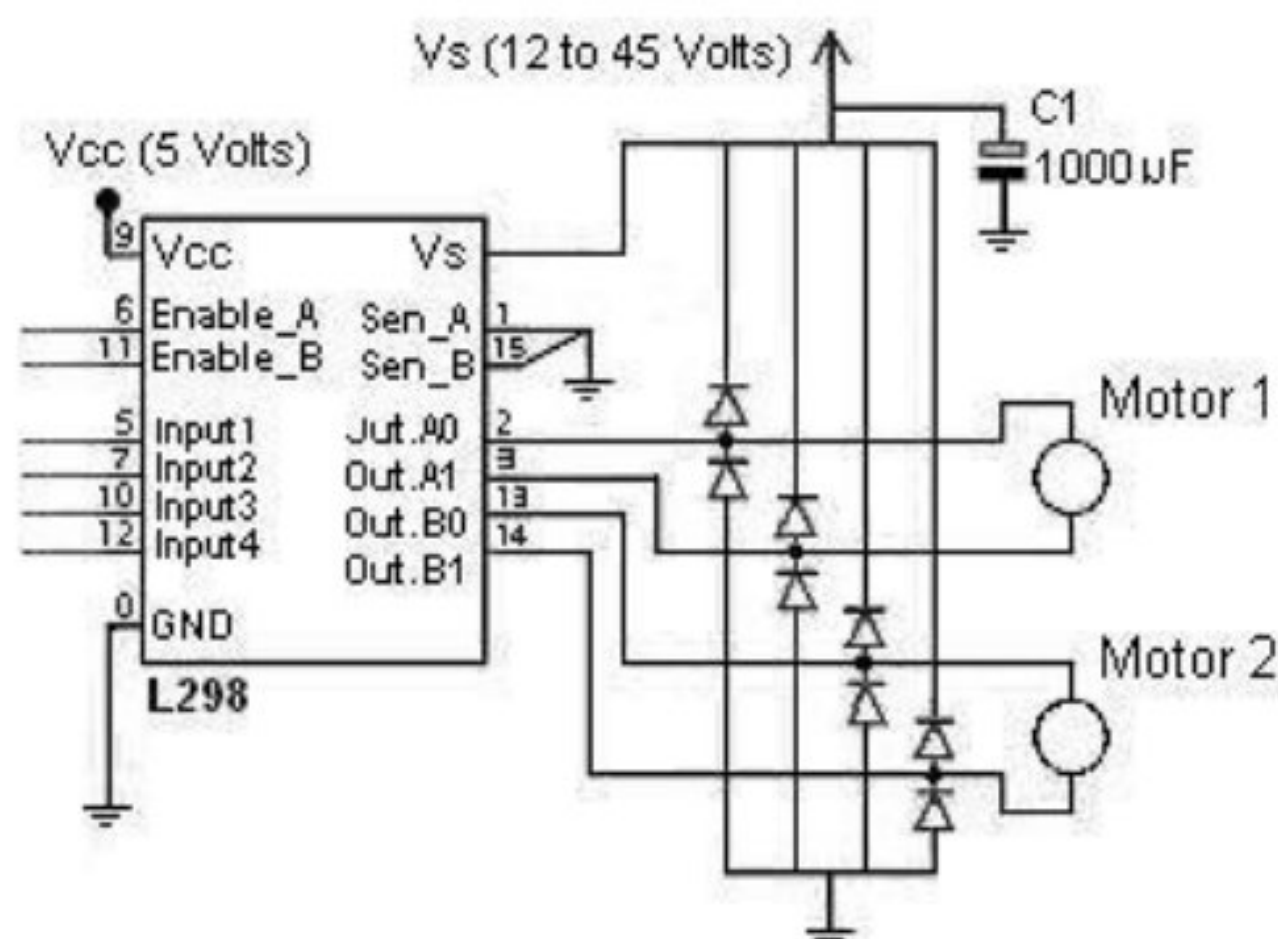 Vs (12 to 45 Volts)
C1
1000 µF
Vcc (5 Volts)
9
Vcc
Vs
6
Enable_A
Sen_A
1
11
Enable_B
Sen_B
15
5
Input1
Jut.A0
2
7
Input2
Out.A1
3
10
Input3
Out.B0
13
12
Input4
Out.B1
14
0
GND
L298
Motor 1
Motor 2